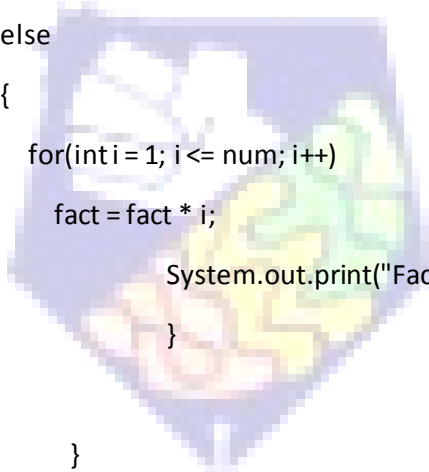 else
{
for(int i = 1; i <= num; i++)
fact = fact * i;
System.out.print("Fac
}
}